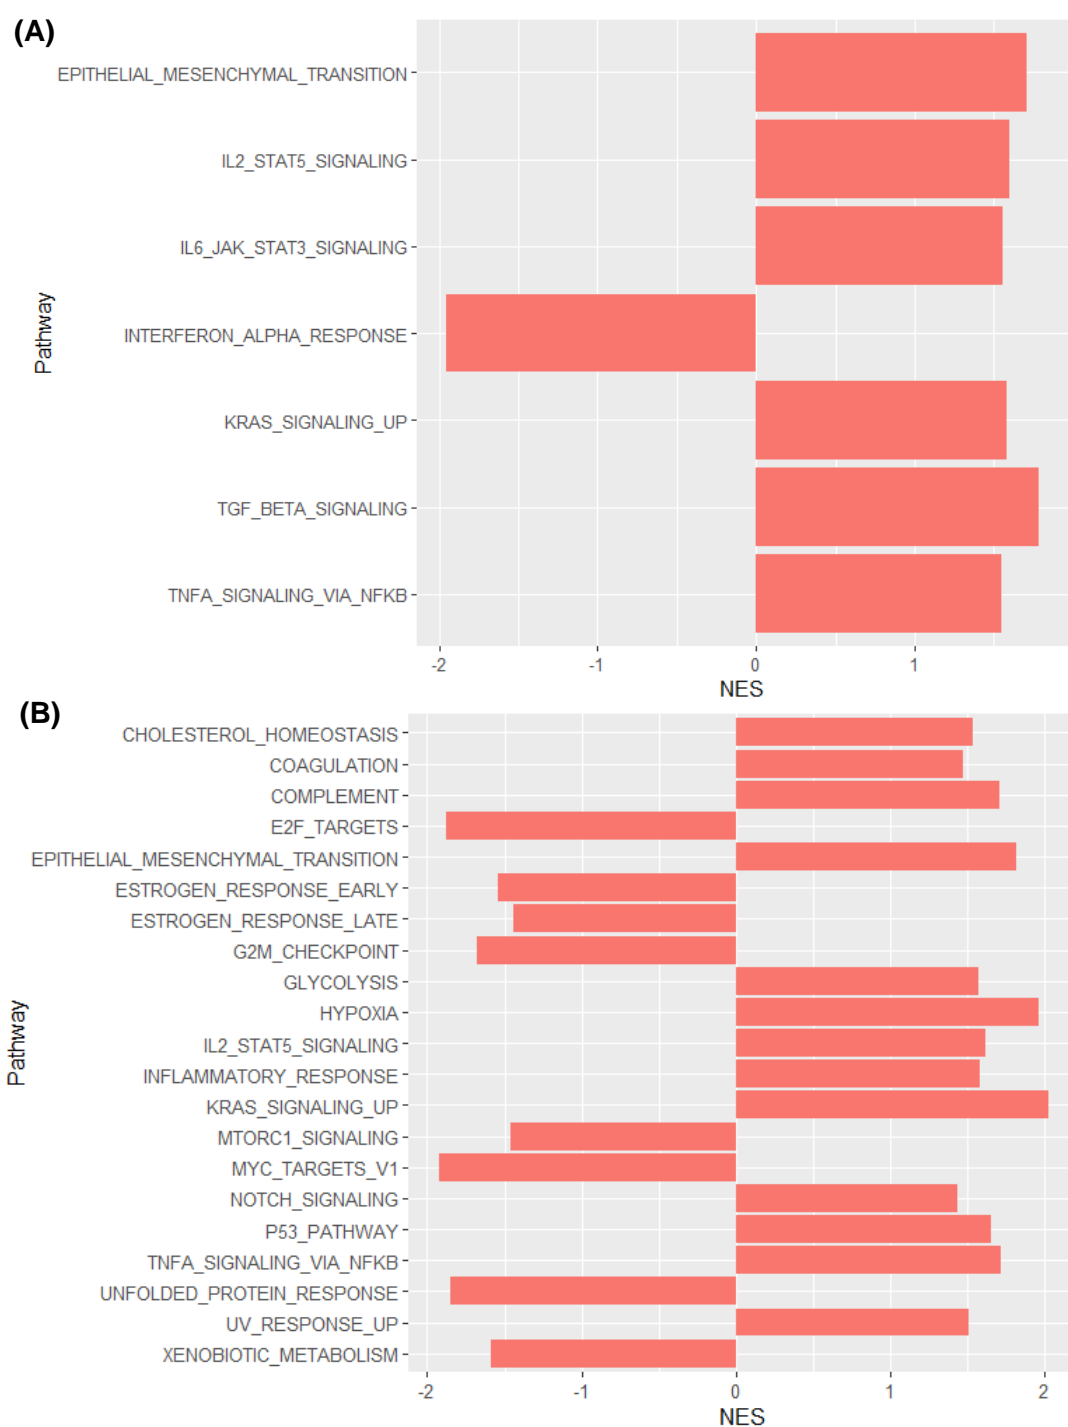 (A)
EPITHELIAL_MESENCHYMAL_TRANSITION
IL2_STAT5_SIGNALING
IL6_JAK_STAT3_SIGNALING
INTERFERON_ALPHA_RESPONSE
KRAS_SIGNALING_UP
TGF_BETA_SIGNALING
TNFA_SIGNALING_VIA_NFKB
Pathway
-2 -1 0 1
NES
(B)
CHOLESTEROL_HOMEOSTASIS
COAGULATION
COMPLEMENT
E2F_TARGETS
EPITHELIAL_MESENCHYMAL_TRANSITION
ESTROGEN_RESPONSE_EARLY
ESTROGEN_RESPONSE_LATE
G2M_CHECKPOINT
GLYCOLYSIS
HYPOXIA
IL2_STAT5_SIGNALING
INFLAMMATORY_RESPONSE
KRAS_SIGNALING_UP
MTORC1_SIGNALING
MYC_TARGETS_V1
NOTCH_SIGNALING
P53_PATHWAY
TNFA_SIGNALING_VIA_NFKB
UNFOLDED_PROTEIN_RESPONSE
UV_RESPONSE_UP
XENOBIOTIC_METABOLISM
Pathway
-2 -1 0 1 2
NES